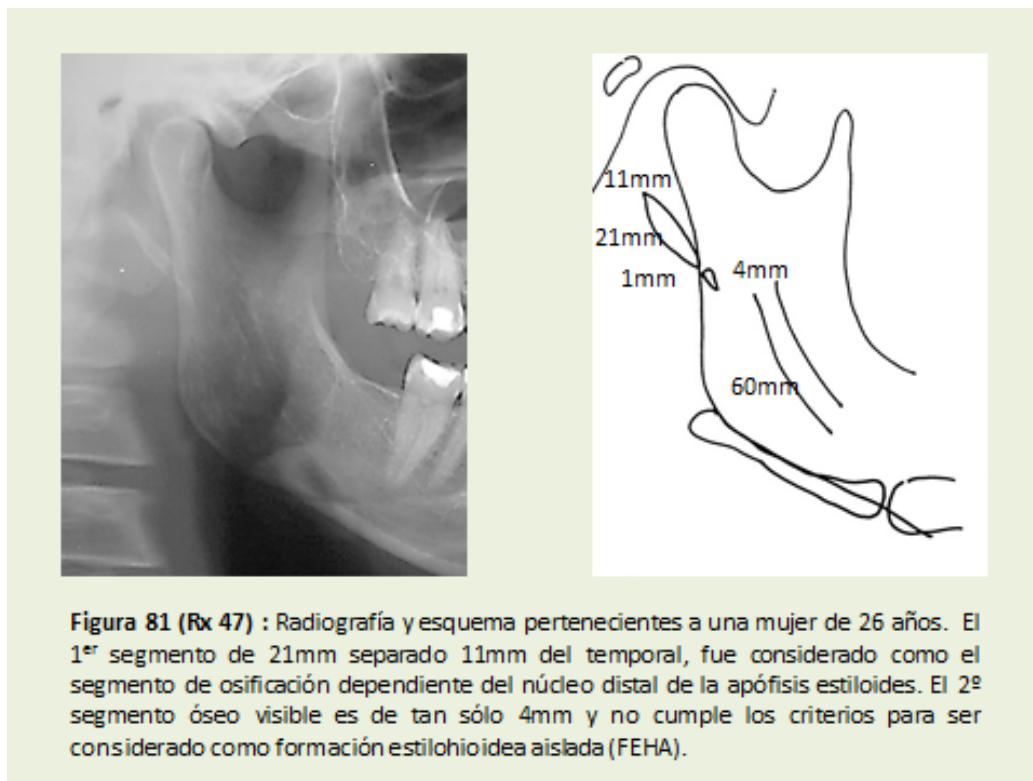 11mm
21mm
1mm
4mm
60mm
Figura 81 (Rx 47) : Radiografía y esquema pertenecientes a una mujer de 26 años. El
1er segmento de 21mm separado 11mm del temporal, fue considerado como el
segmento de osificación dependiente del núcleo distal de la apófisis estiloides. El 2º
segmento óseo visible es de tan sólo 4mm y no cumple los criterios para ser
considerado como formación estilohioidea aislada (FEHA).